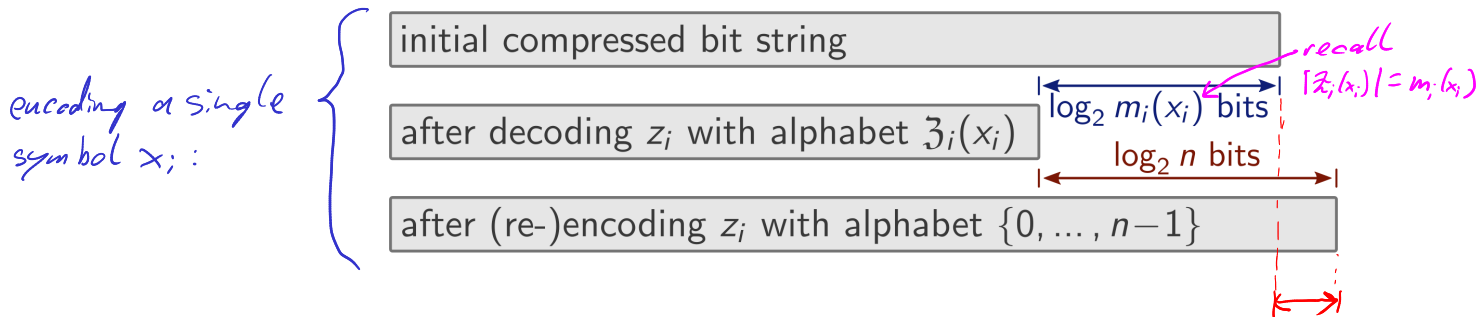 initial compressed bit string
recall
|ℨᵢ(xᵢ)| = mᵢ(xᵢ)
encoding a single
symbol xᵢ :
log₂ mᵢ(xᵢ) bits
after decoding zᵢ with alphabet ℨᵢ(xᵢ)
log₂ n bits
after (re-)encoding zᵢ with alphabet {0, ... , n−1}